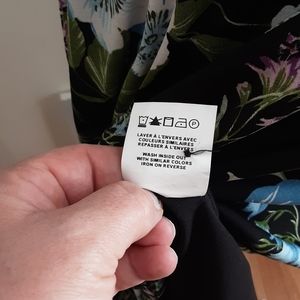 LAVER À L'ENVERS AVEC
COULEURS SIMILAIRES
REPASSER À L'ENVERS
WASH INSIDE OUT
WITH SIMILAR COLORS
IRON ON REVERSE